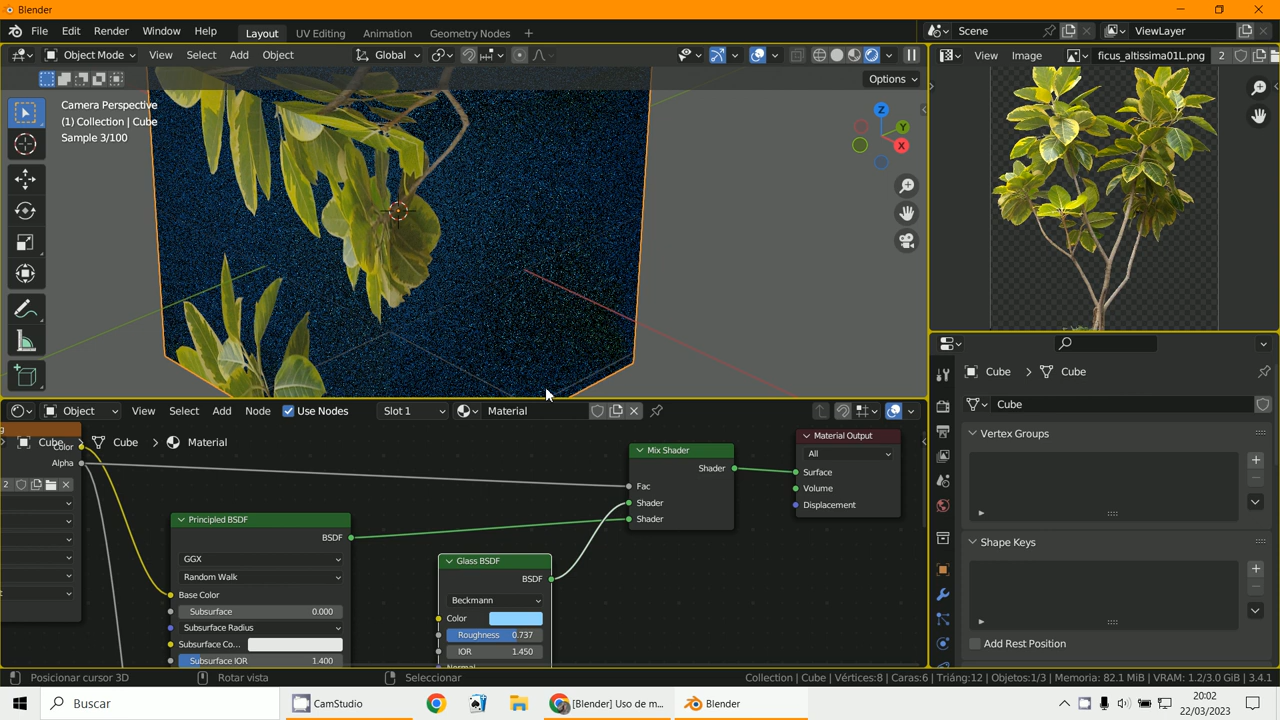 Blender
File Edit Render Window Help
Layout UV Editing Animation Geometry Nodes
Scene
ViewLayer
Object Mode View Select Add Object
Global
View Image ficus_altissima01L.png 2
Options
Camera Perspective
(1) Collection | Cube
Sample 3/100
Z
Y
X
Cube Cube
Cube
Vertex Groups
Shape Keys
Add Rest Position
Object View Select Add Node Use Nodes Slot 1 Material
Cube Cube Material
Color
Alpha
2
Mix Shader
Shader
Fac
Shader
Shader
Material Output
All
Surface
Volume
Displacement
Principled BSDF
BSDF
GGX
Random Walk
Base Color
Subsurface 0.000
Subsurface Radius
Subsurface Co...
Subsurface IOR 1.400
Glass BSDF
BSDF
Beckmann
Color
Roughness 0.737
IOR 1.450
Normal
Posicionar cursor 3D Rotar vista Seleccionar
Collection | Cube | Vértices:8 | Caras:6 | Triáng.:12 | Objetos:1/3 | Memoria: 82.1 MiB | VRAM: 1.2/3.0 GiB | 3.4.1
Buscar
CamStudio
[Blender] Uso de m...
Blender
20:02
22/03/2023